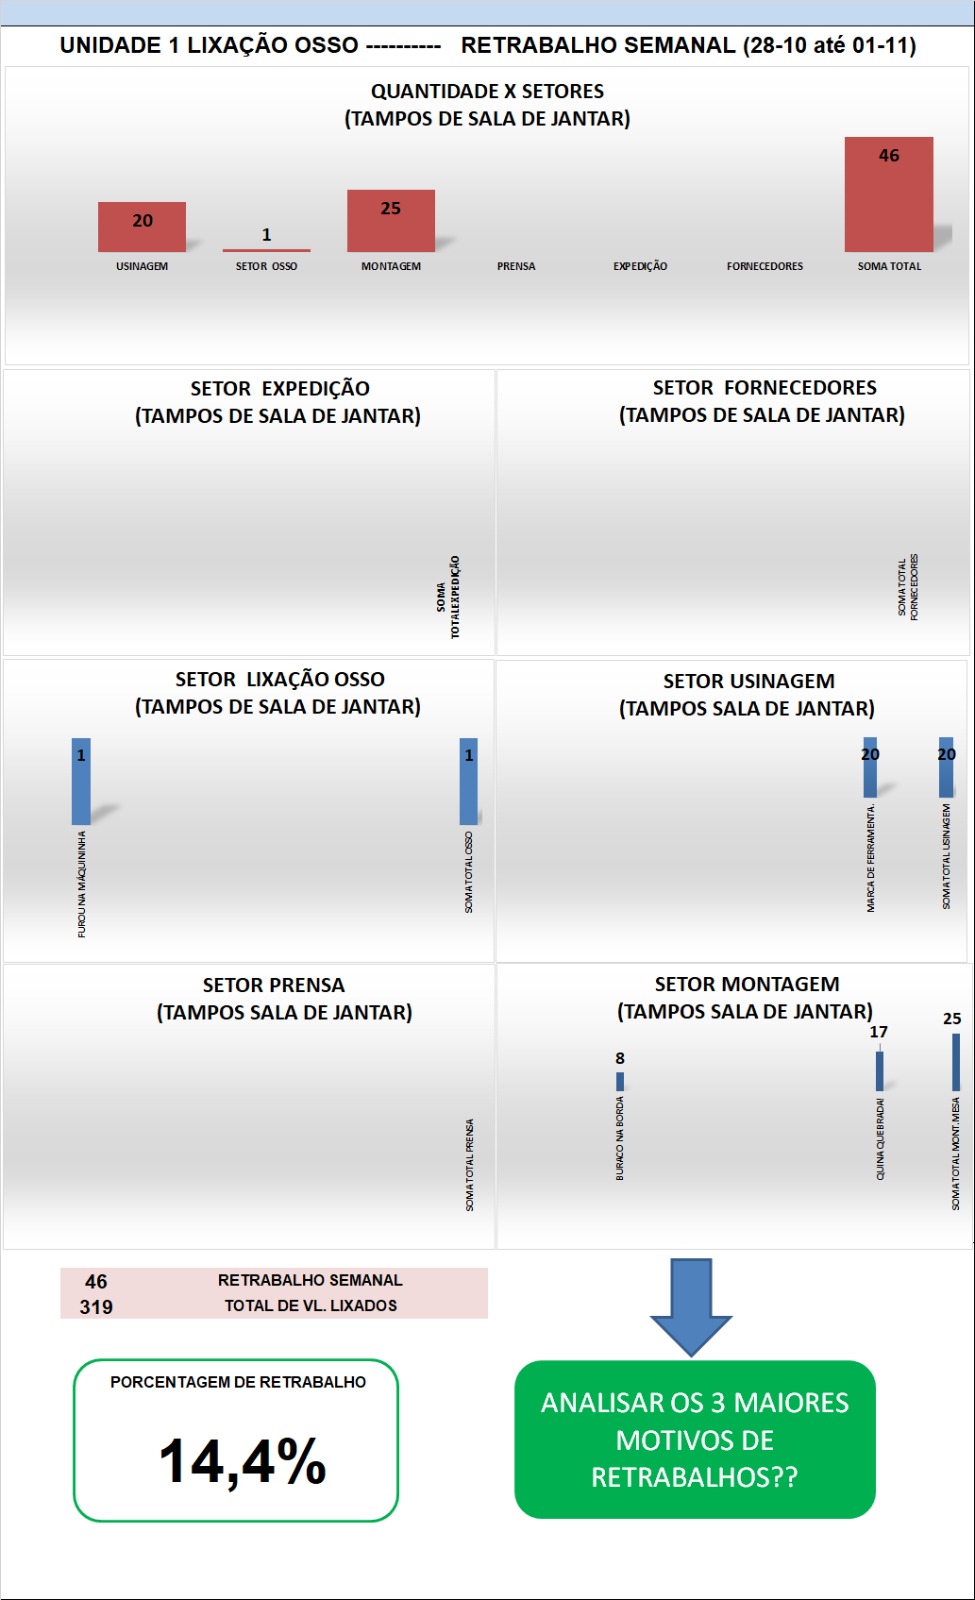 UNIDADE 1 LIXAÇÃO OSSO ---------- RETRABALHO SEMANAL (28-10 até 01-11)
QUANTIDADE X SETORES
(TAMPOS DE SALA DE JANTAR)
20
1
25
46
USINAGEM
SETOR OSSO
MONTAGEM
PRENSA
EXPEDIÇÃO
FORNECEDORES
SOMA TOTAL
SETOR EXPEDIÇÃO
(TAMPOS DE SALA DE JANTAR)
SOMA
TOTALEXPEDIÇÃO
SETOR FORNECEDORES
(TAMPOS DE SALA DE JANTAR)
SOMA TOTAL
FORNECEDORES
SETOR LIXAÇÃO OSSO
(TAMPOS DE SALA DE JANTAR)
1
1
FUROU NA MÁQUININHA
SOMA TOTAL OSSO
SETOR USINAGEM
(TAMPOS SALA DE JANTAR)
20
20
MARCA DE FERRAMENTA.
SOMA TOTAL USINAGEM
SETOR PRENSA
(TAMPOS SALA DE JANTAR)
SOMA TOTAL PRENSA
SETOR MONTAGEM
(TAMPOS SALA DE JANTAR)
8
17
25
BURACO NA BORDA
QUINA QUEBRADA!
SOMA TOTAL MONT.MESA
46 RETRABALHO SEMANAL
319 TOTAL DE VL. LIXADOS
PORCENTAGEM DE RETRABALHO
14,4%
ANALISAR OS 3 MAIORES
MOTIVOS DE
RETRABALHOS??